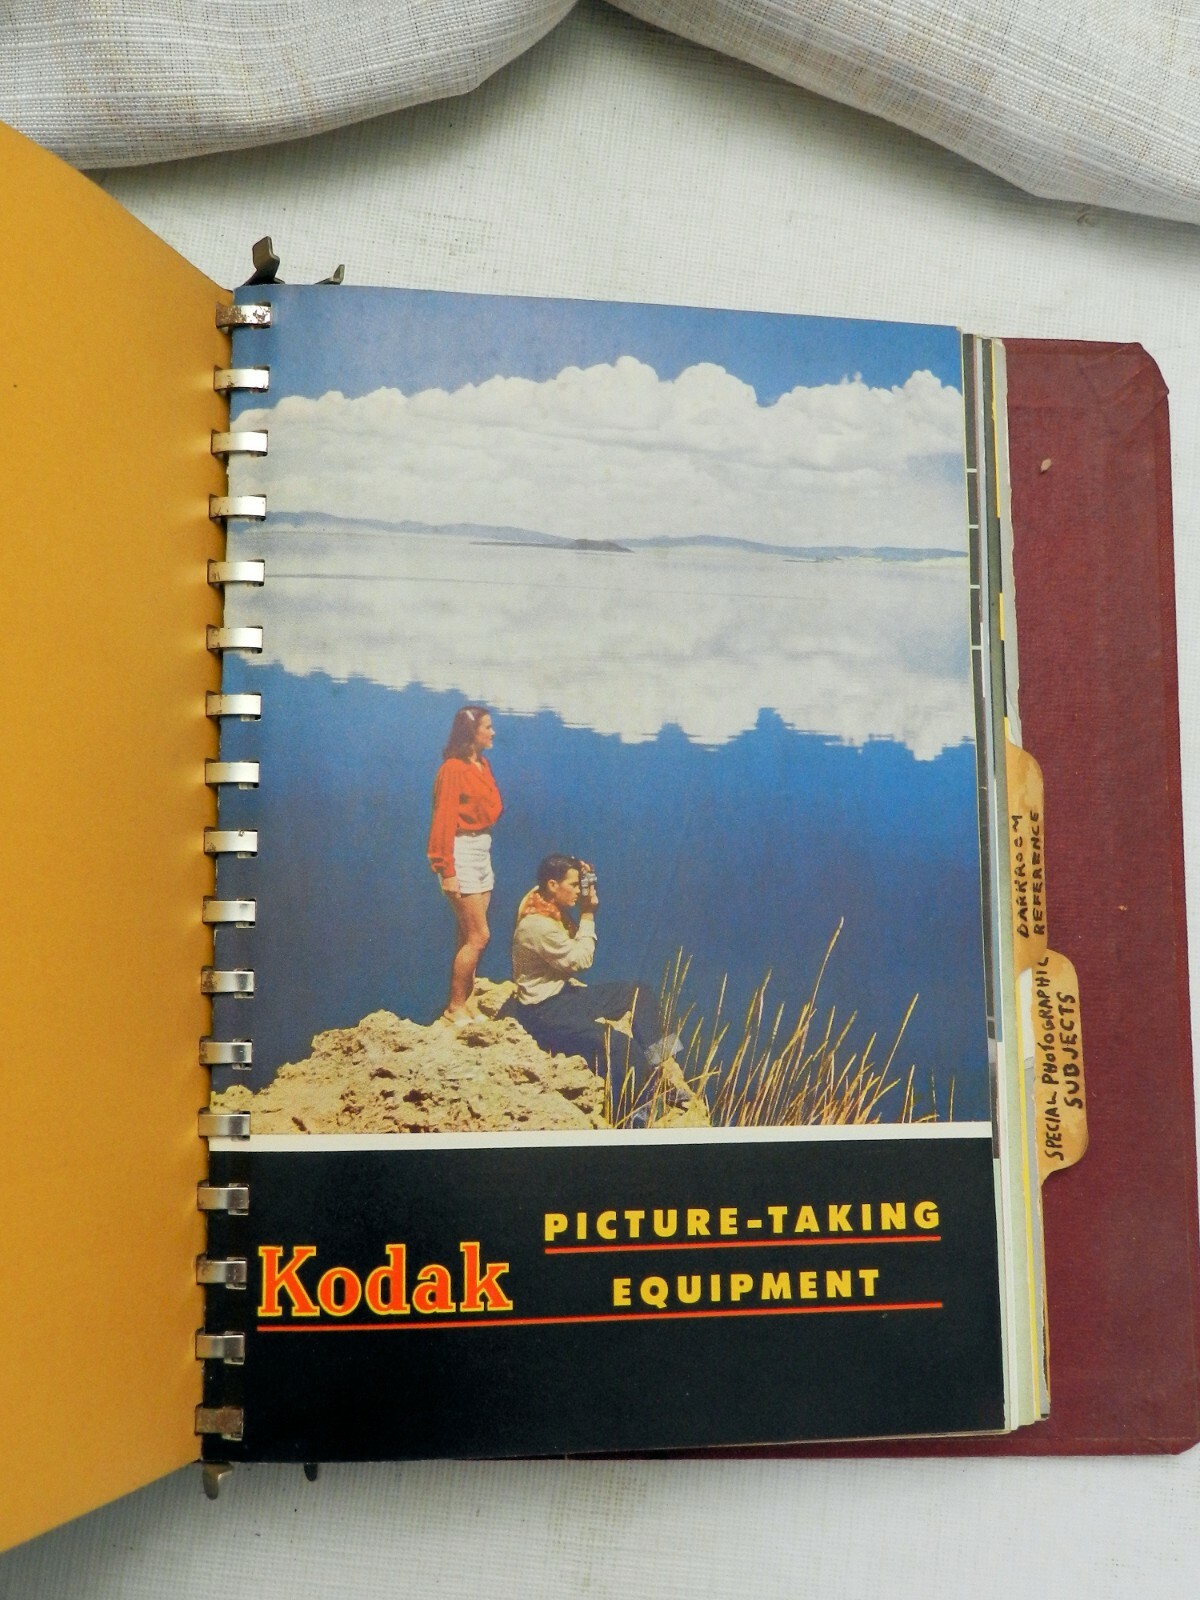 PICTURE-TAKING
Kodak EQUIPMENT
DARKROOM
REFERENCE
SPECIAL PHOTOGRAPHIC
SUBJECTS